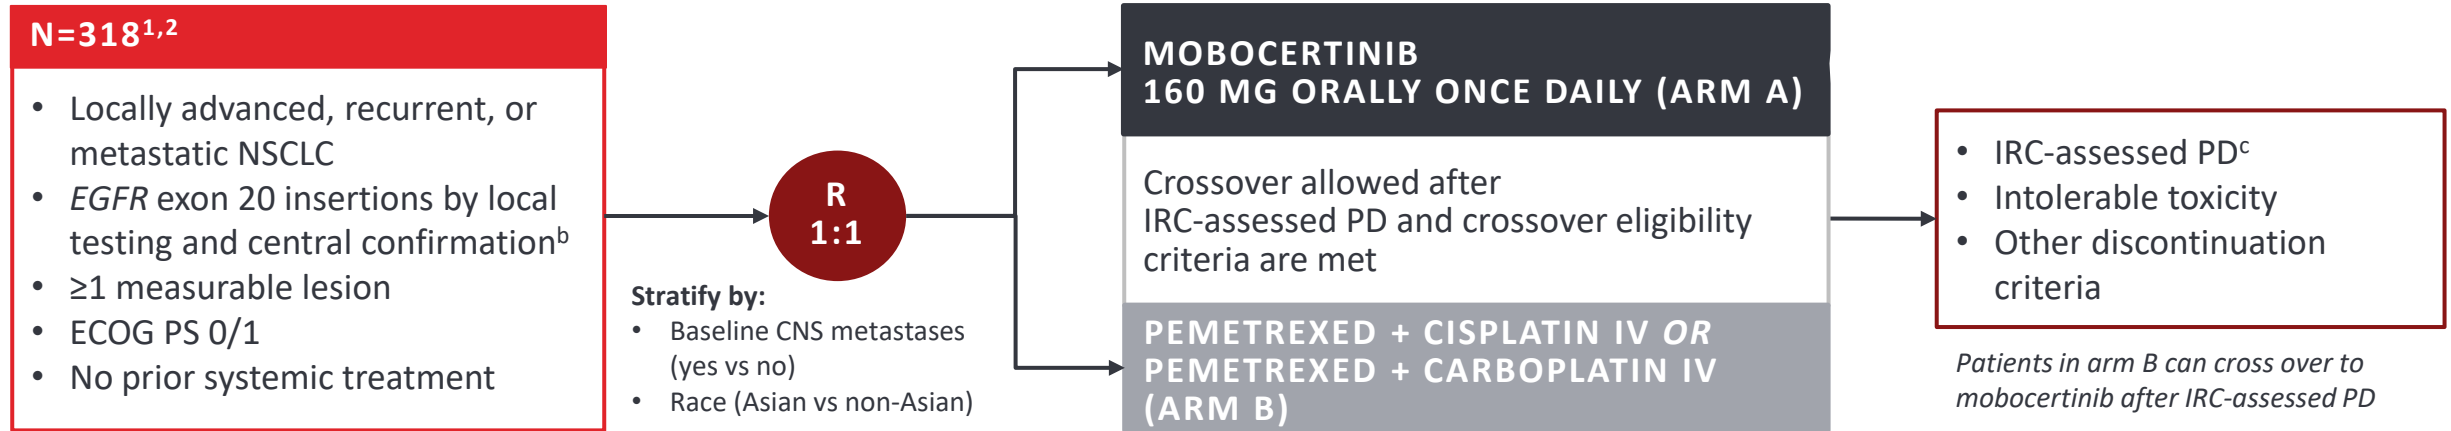 N=318¹,²
• Locally advanced, recurrent, or
metastatic NSCLC
• EGFR exon 20 insertions by local
testing and central confirmationᵇ
• ≥1 measurable lesion
• ECOG PS 0/1
• No prior systemic treatment
R
1:1
Stratify by:
• Baseline CNS metastases
(yes vs no)
• Race (Asian vs non-Asian)
MOBOCERTINIB
160 MG ORALLY ONCE DAILY (ARM A)
Crossover allowed after
IRC-assessed PD and crossover eligibility
criteria are met
PEMETREXED + CISPLATIN IV OR
PEMETREXED + CARBOPLATIN IV
(ARM B)
• IRC-assessed PDᶜ
• Intolerable toxicity
• Other discontinuation
criteria
Patients in arm B can cross over to
mobocertinib after IRC-assessed PD